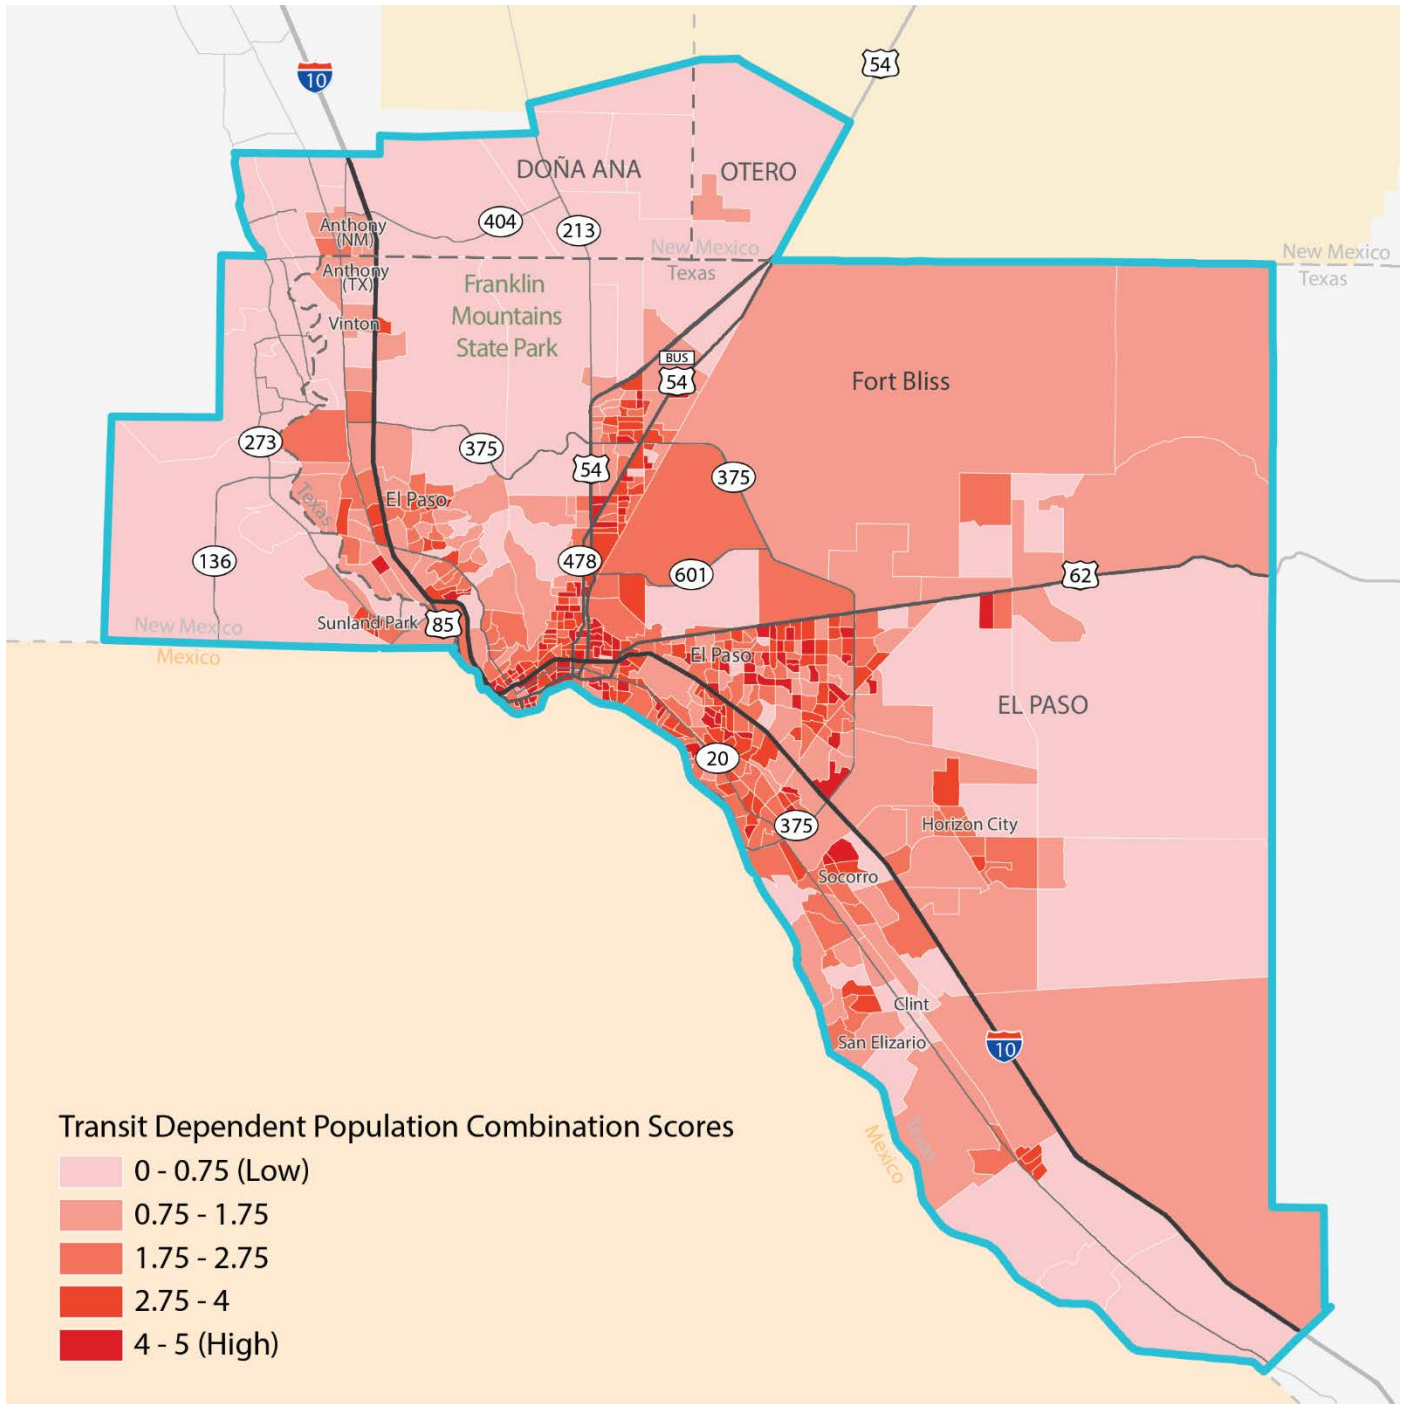 54
10
DOÑA ANA
OTERO
404
213
Anthony
(NM)
New Mexico
Texas
New Mexico
Texas
Anthony
(TX)
Franklin
Mountains
State Park
Vinton
BUS
54
Fort Bliss
273
375
54
375
Texas
El Paso
136
478
601
62
Sunland Park
85
New Mexico
Mexico
El Paso
EL PASO
20
375
Horizon City
Socorro
Clint
San Elizario
10
Texas
Mexico
Transit Dependent Population Combination Scores
0 - 0.75 (Low)
0.75 - 1.75
1.75 - 2.75
2.75 - 4
4 - 5 (High)